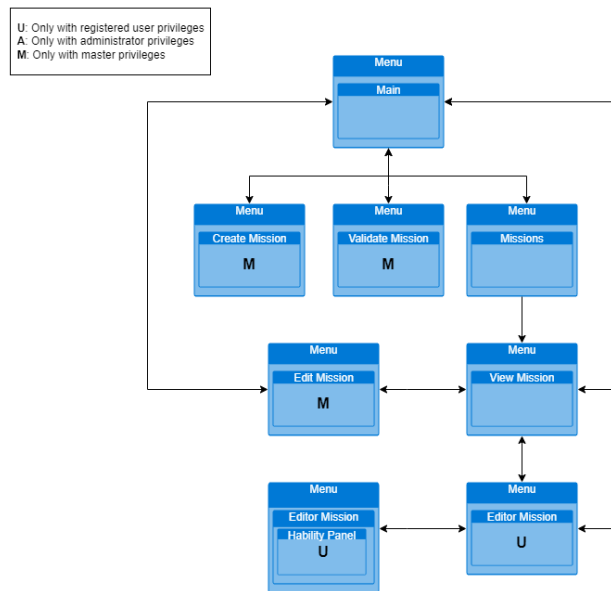 U: Only with registered user privileges
A: Only with administrator privileges
M: Only with master privileges
Menu
Main
Menu
Create Mission
M
Menu
Validate Mission
M
Menu
Missions
Menu
Edit Mission
M
Menu
View Mission
Menu
Editor Mission
Hability Panel
U
Menu
Editor Mission
U